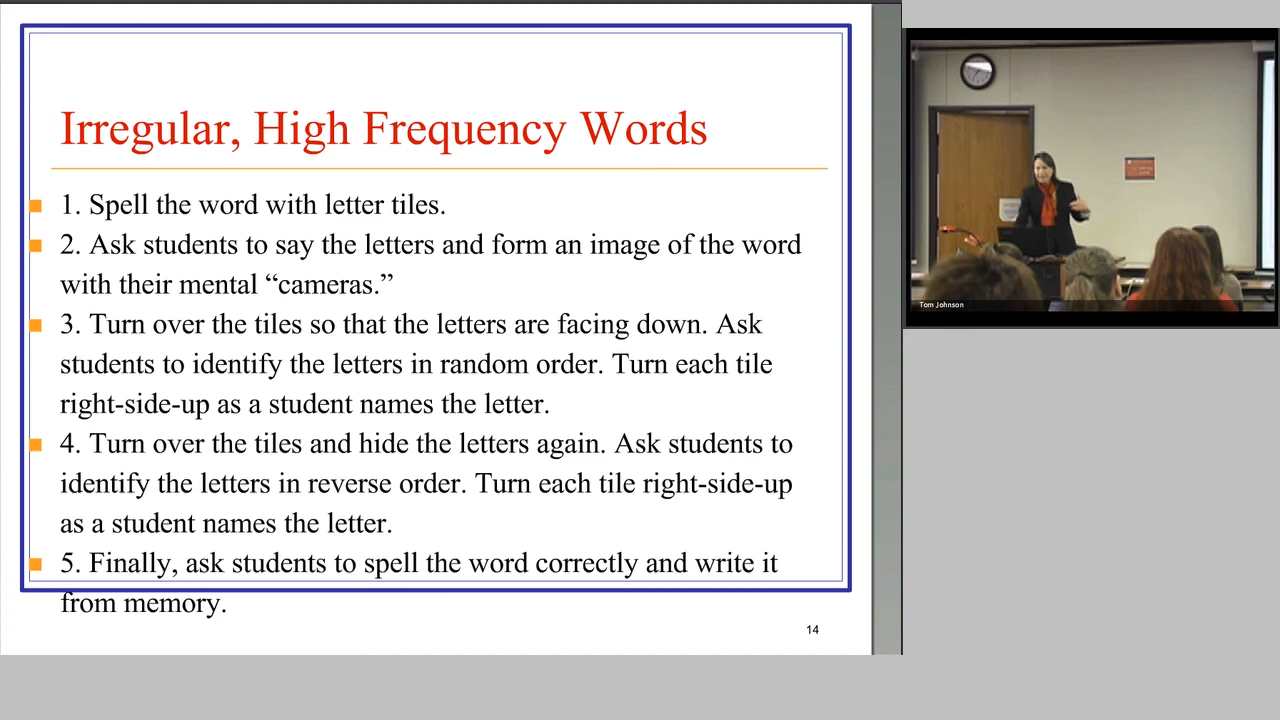 Irregular, High Frequency Words
1. Spell the word with letter tiles.
2. Ask students to say the letters and form an image of the word
with their mental “cameras.”
3. Turn over the tiles so that the letters are facing down. Ask
students to identify the letters in random order. Turn each tile
right-side-up as a student names the letter.
4. Turn over the tiles and hide the letters again. Ask students to
identify the letters in reverse order. Turn each tile right-side-up
as a student names the letter.
5. Finally, ask students to spell the word correctly and write it
from memory.
14
Tom Johnson